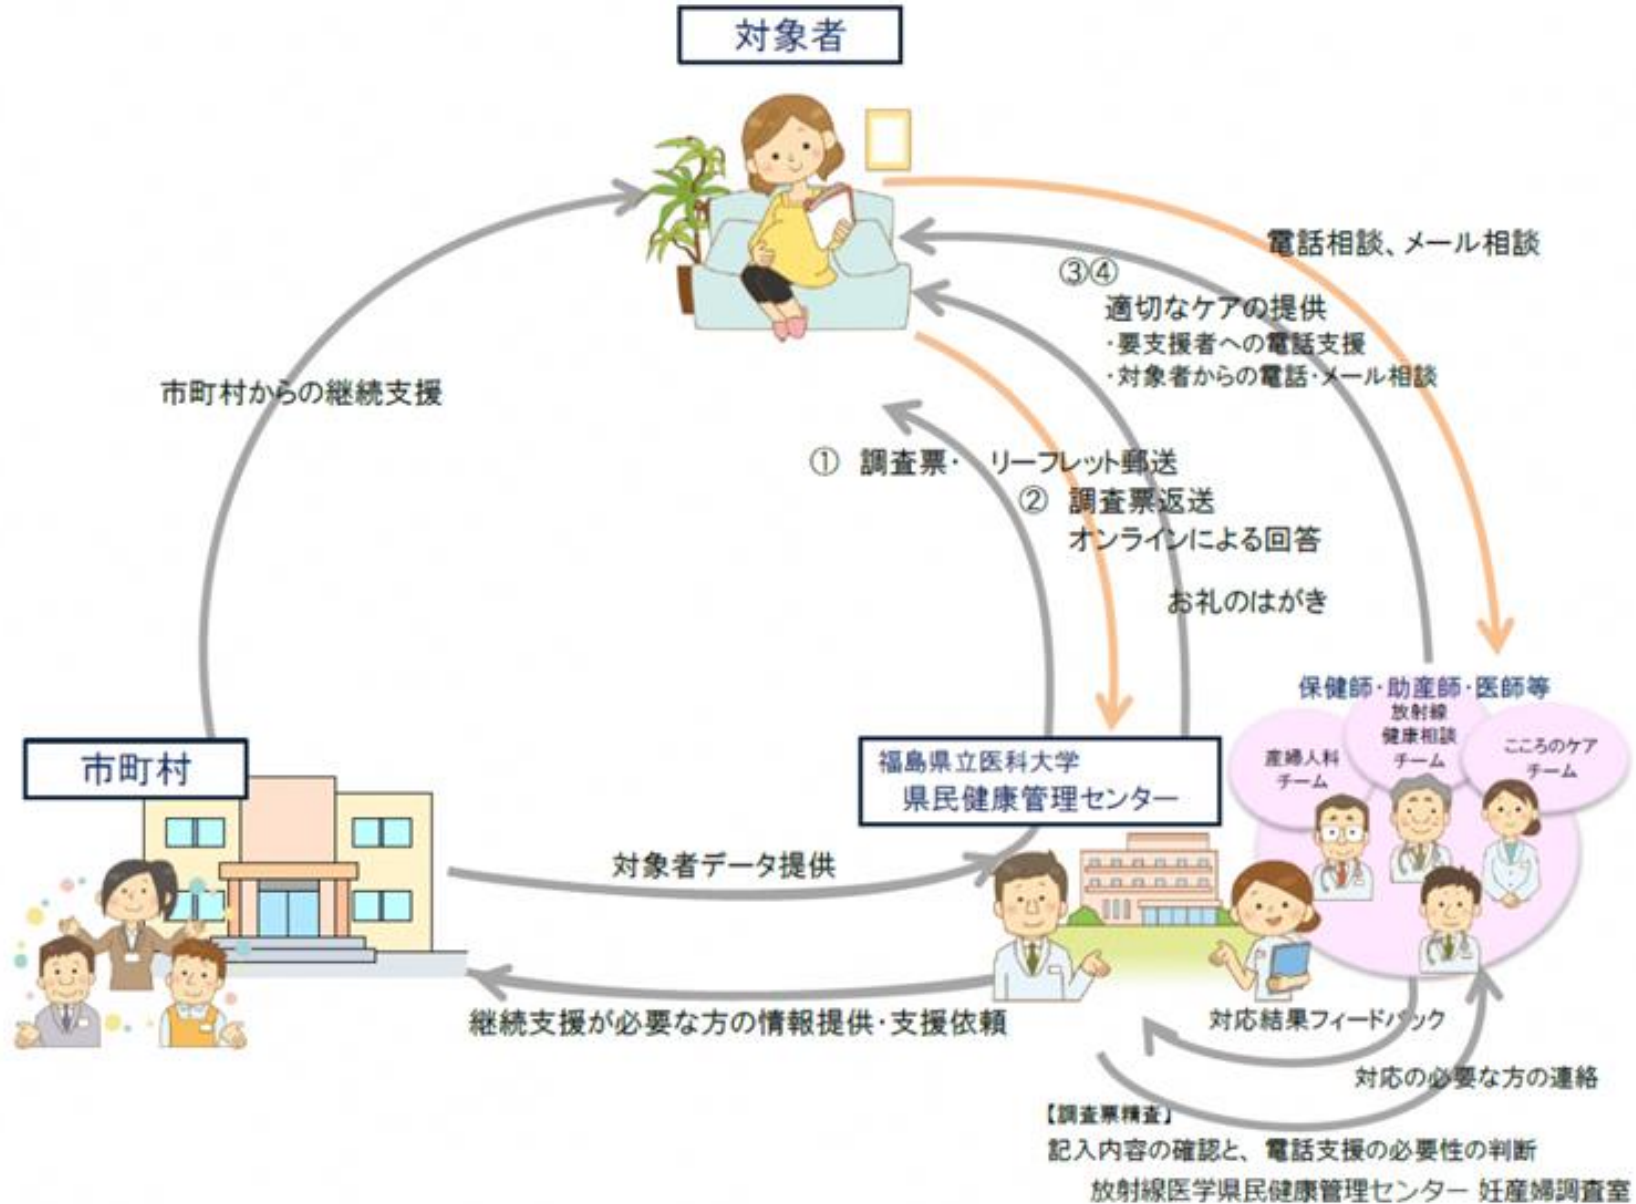 対象者
電話相談、メール相談
③④
適切なケアの提供
・要支援者への電話支援
・対象者からの電話・メール相談
市町村からの継続支援
① 調査票・ リーフレット郵送
② 調査票返送
オンラインによる回答
お礼のはがき
保健師・助産師・医師等
放射線
健康相談
チーム
産婦人科
チーム
こころのケア
チーム
市町村
福島県立医科大学
県民健康管理センター
対象者データ提供
継続支援が必要な方の情報提供・支援依頼
対応結果フィードバック
対応の必要な方の連絡
【調査票精査】
記入内容の確認と、電話支援の必要性の判断
放射線医学県民健康管理センター 妊産婦調査室